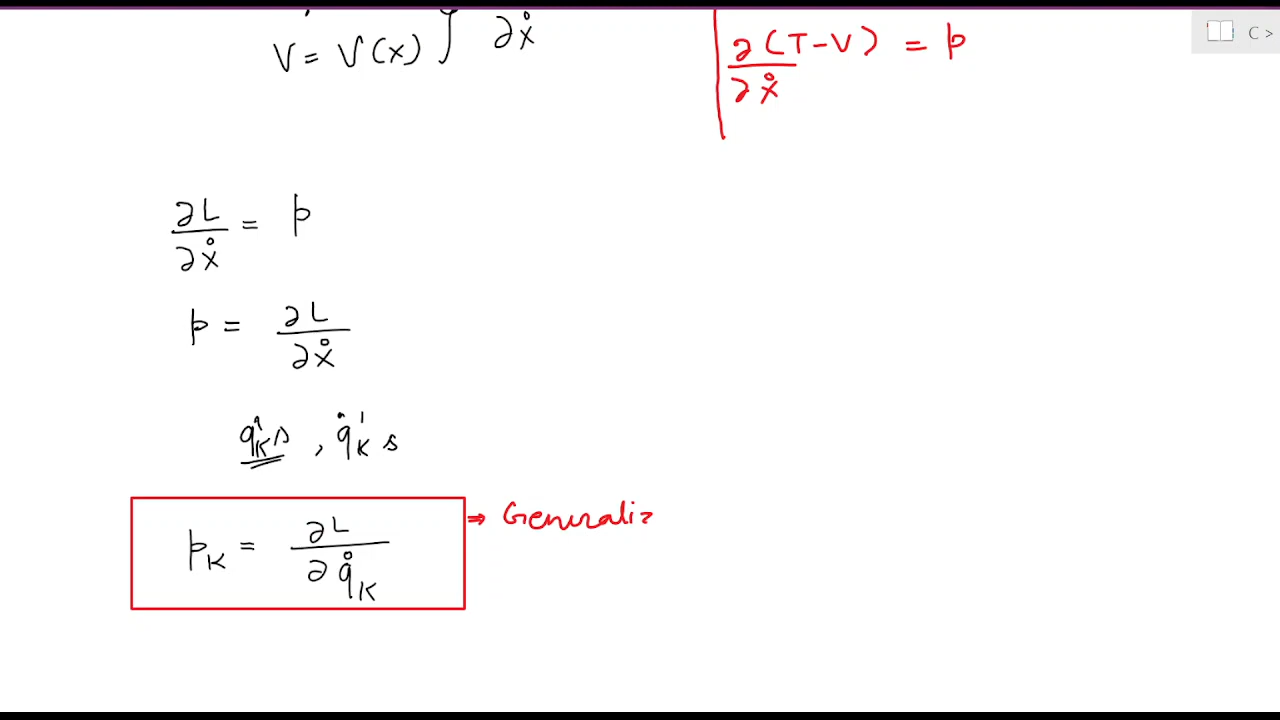 V = V(x) } ∂ẋ
∂(T-V) = p
∂ẋ
∂L = p
∂ẋ
p = ∂L
∂ẋ
qₖ's , q̇ₖ's
pₖ = ∂L ⇒ Generaliz
∂q̇ₖ
C >